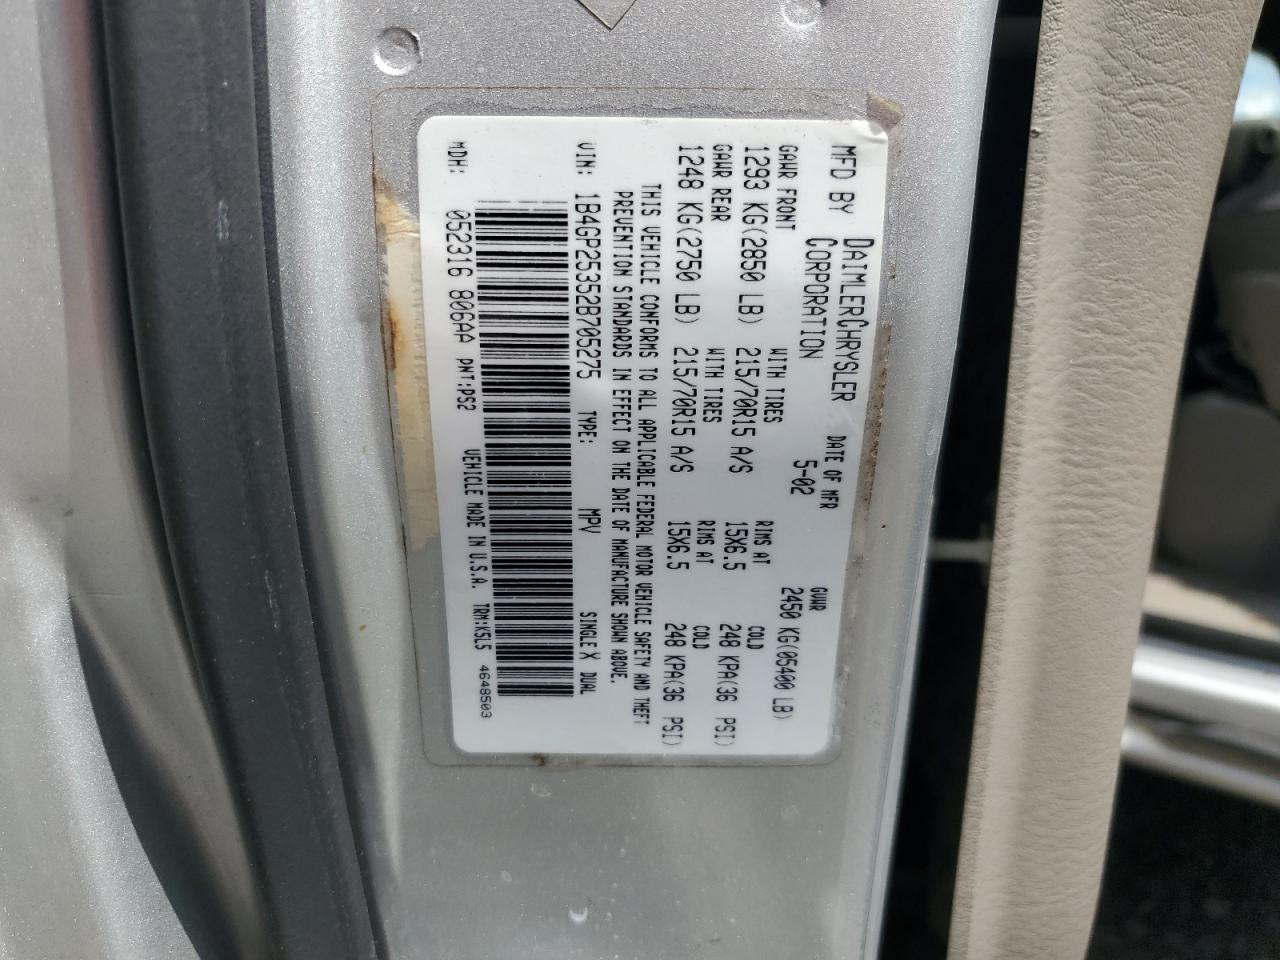 MFD BY DAIMLERCHRYSLER CORPORATION
DATE OF MFR 5-02
GVWR 2450 KG(05400 LB)
GAWR FRONT WITH TIRES RIMS AT COLD
1293 KG(2850 LB) 215/70R15 A/S 15X6.5 248 KPA(36 PSI)
GAWR REAR WITH TIRES RIMS AT COLD
1248 KG(2750 LB) 215/70R15 A/S 15X6.5 248 KPA(36 PSI)
THIS VEHICLE CONFORMS TO ALL APPLICABLE FEDERAL MOTOR VEHICLE SAFETY AND THEFT
PREVENTION STANDARDS IN EFFECT ON THE DATE OF MANUFACTURE SHOWN ABOVE.
VIN: 1B4GP25352B705275 TYPE: MPV SINGLE X DUAL
MDH: 052316 806AA PNT:PS2 VEHICLE MADE IN U.S.A. TRM:K5L5 4648503